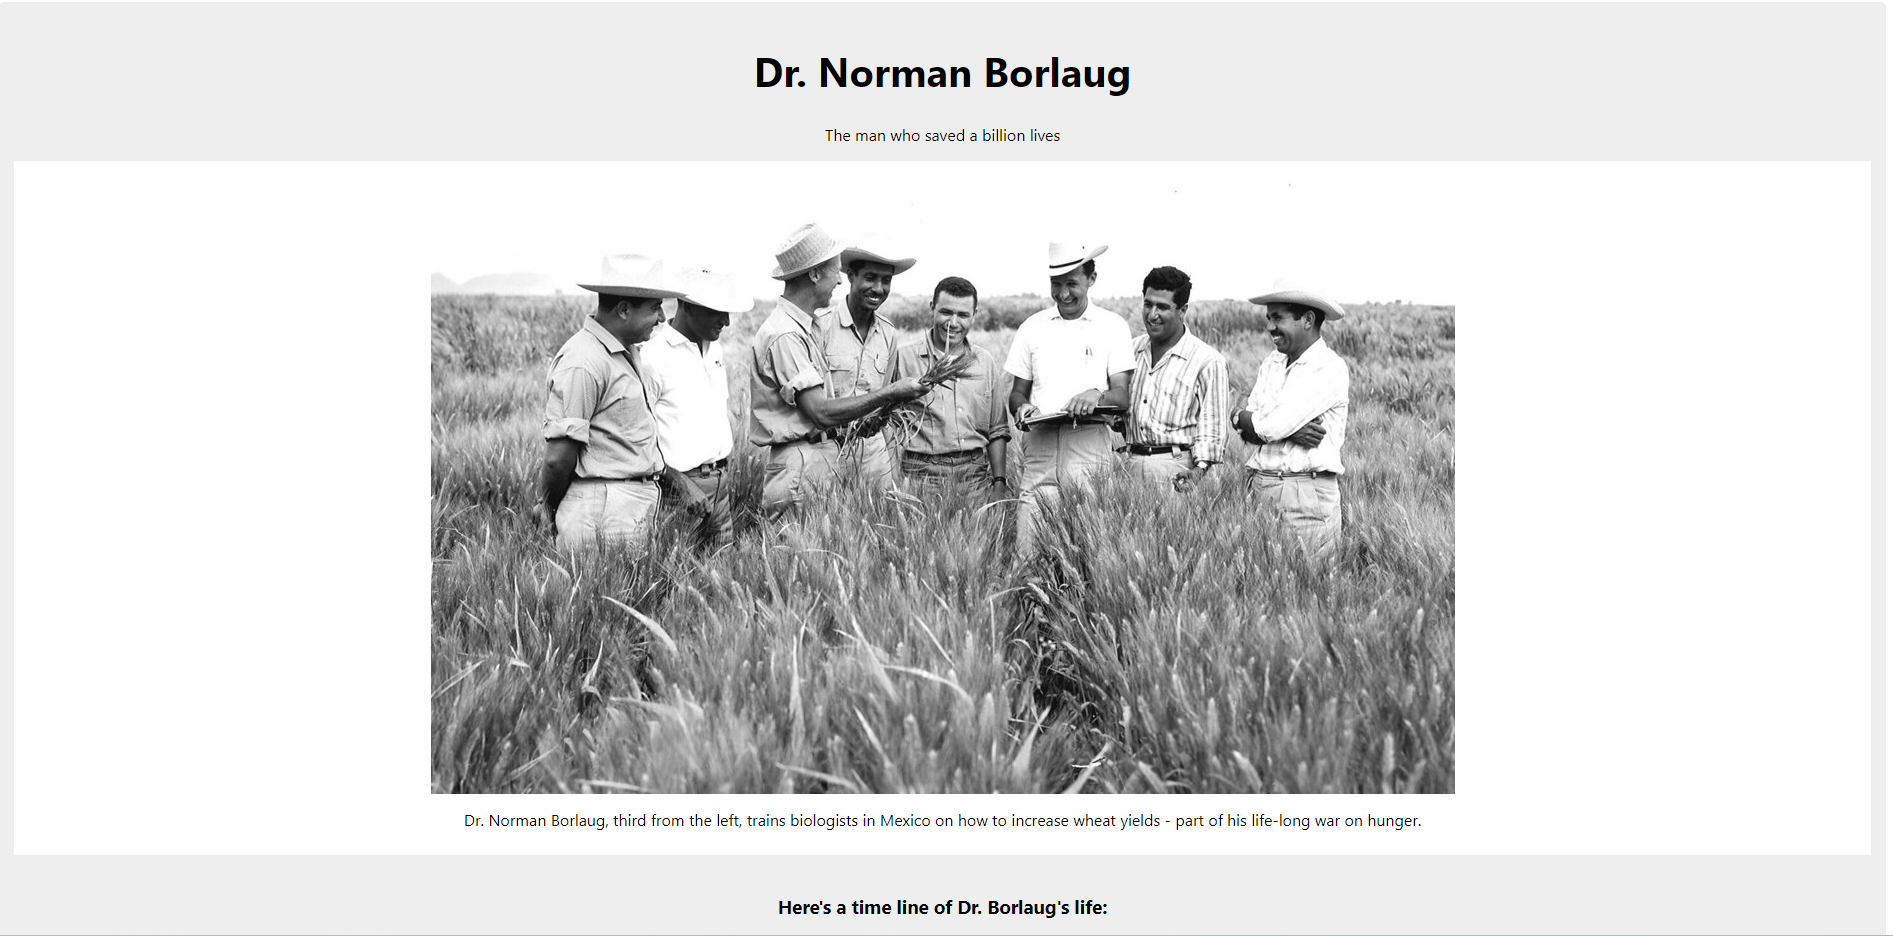 Dr. Norman Borlaug
The man who saved a billion lives
Dr. Norman Borlaug, third from the left, trains biologists in Mexico on how to increase wheat yields - part of his life-long war on hunger.
Here's a time line of Dr. Borlaug's life: